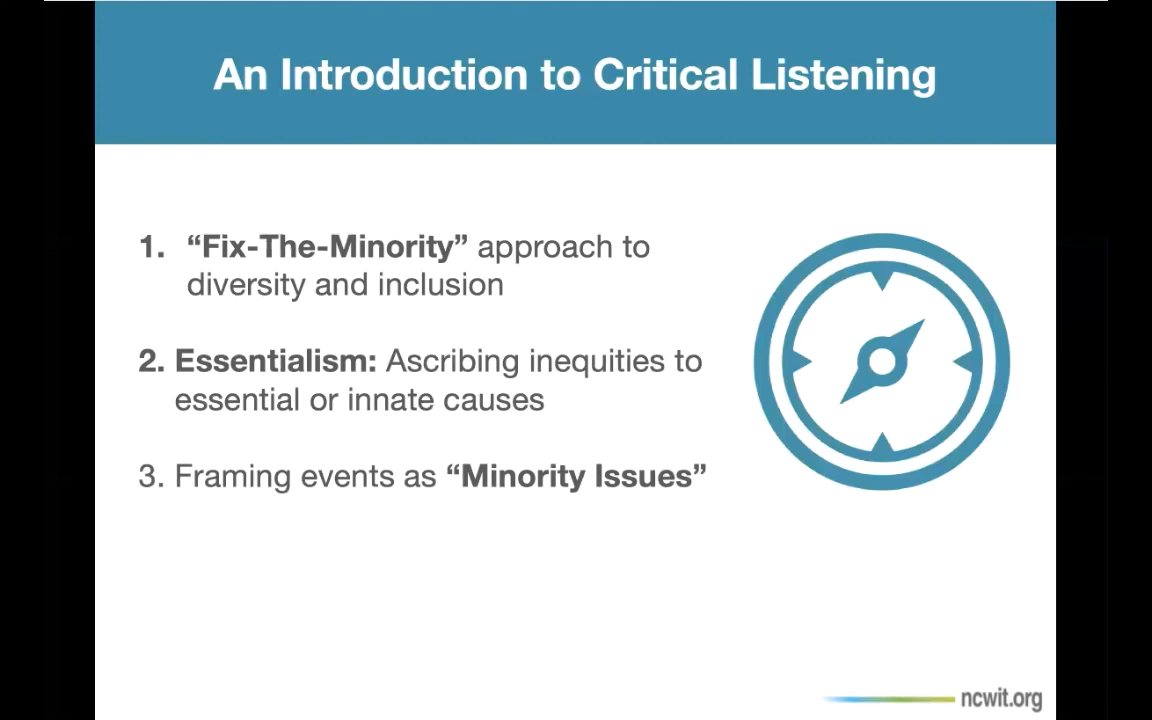 An Introduction to Critical Listening
1. “Fix-The-Minority” approach to
diversity and inclusion
2. Essentialism: Ascribing inequities to
essential or innate causes
3. Framing events as “Minority Issues”
ncwit.org